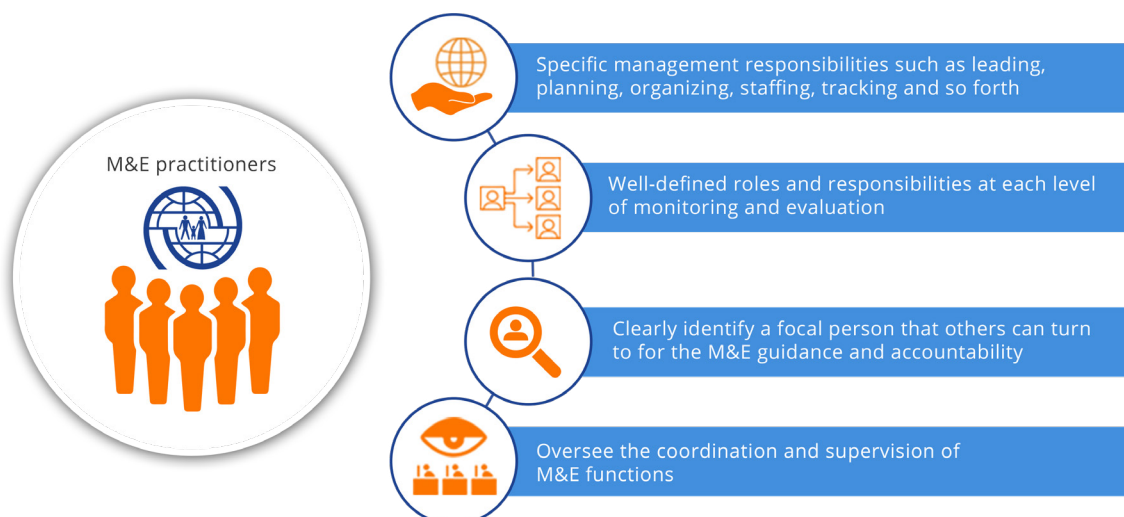 M&E practitioners
Specific management responsibilities such as leading,
planning, organizing, staffing, tracking and so forth
Well-defined roles and responsibilities at each level
of monitoring and evaluation
Clearly identify a focal person that others can turn
to for the M&E guidance and accountability
Oversee the coordination and supervision of
M&E functions